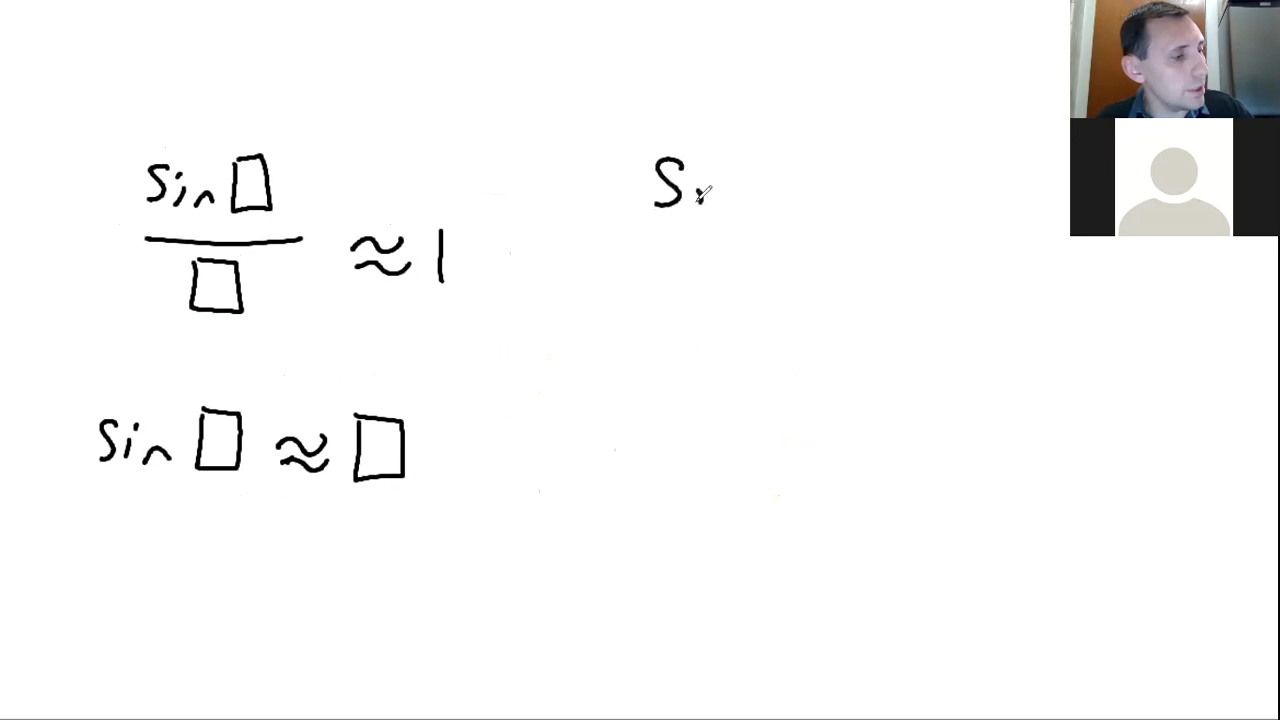 sin □ / □ ≈ 1
S
sin □ ≈ □